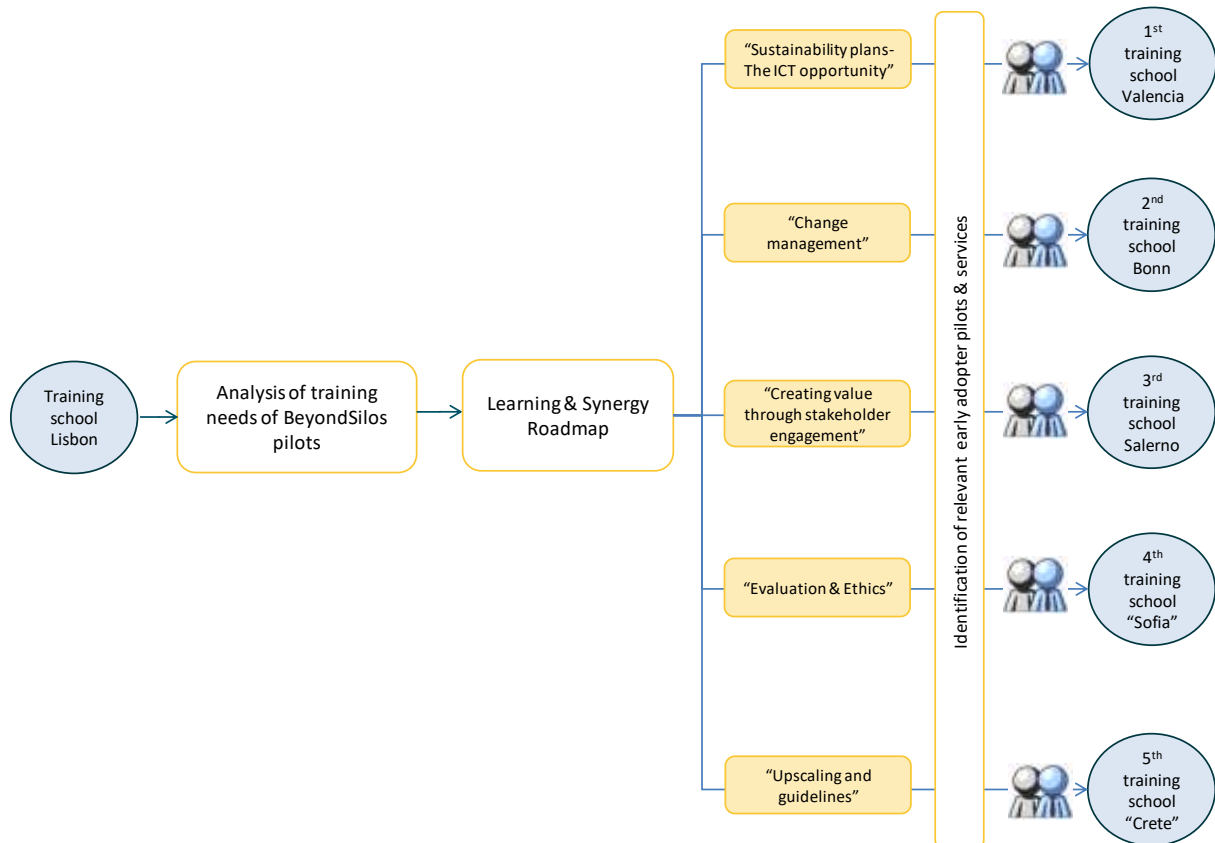 Training
school
Lisbon
Analysis of training
needs of BeyondSilos
pilots
Learning & Synergy
Roadmap
“Sustainability plans-
The ICT opportunity”
“Change
management”
“Creating value
through stakeholder
engagement”
“Evaluation & Ethics”
“Upscaling and
guidelines”
Identification of relevant early adopter pilots & services
1st
training
school
Valencia
2nd
training
school
Bonn
3rd
training
school
Salerno
4th
training
school
“Sofia”
5th
training
school
“Crete”